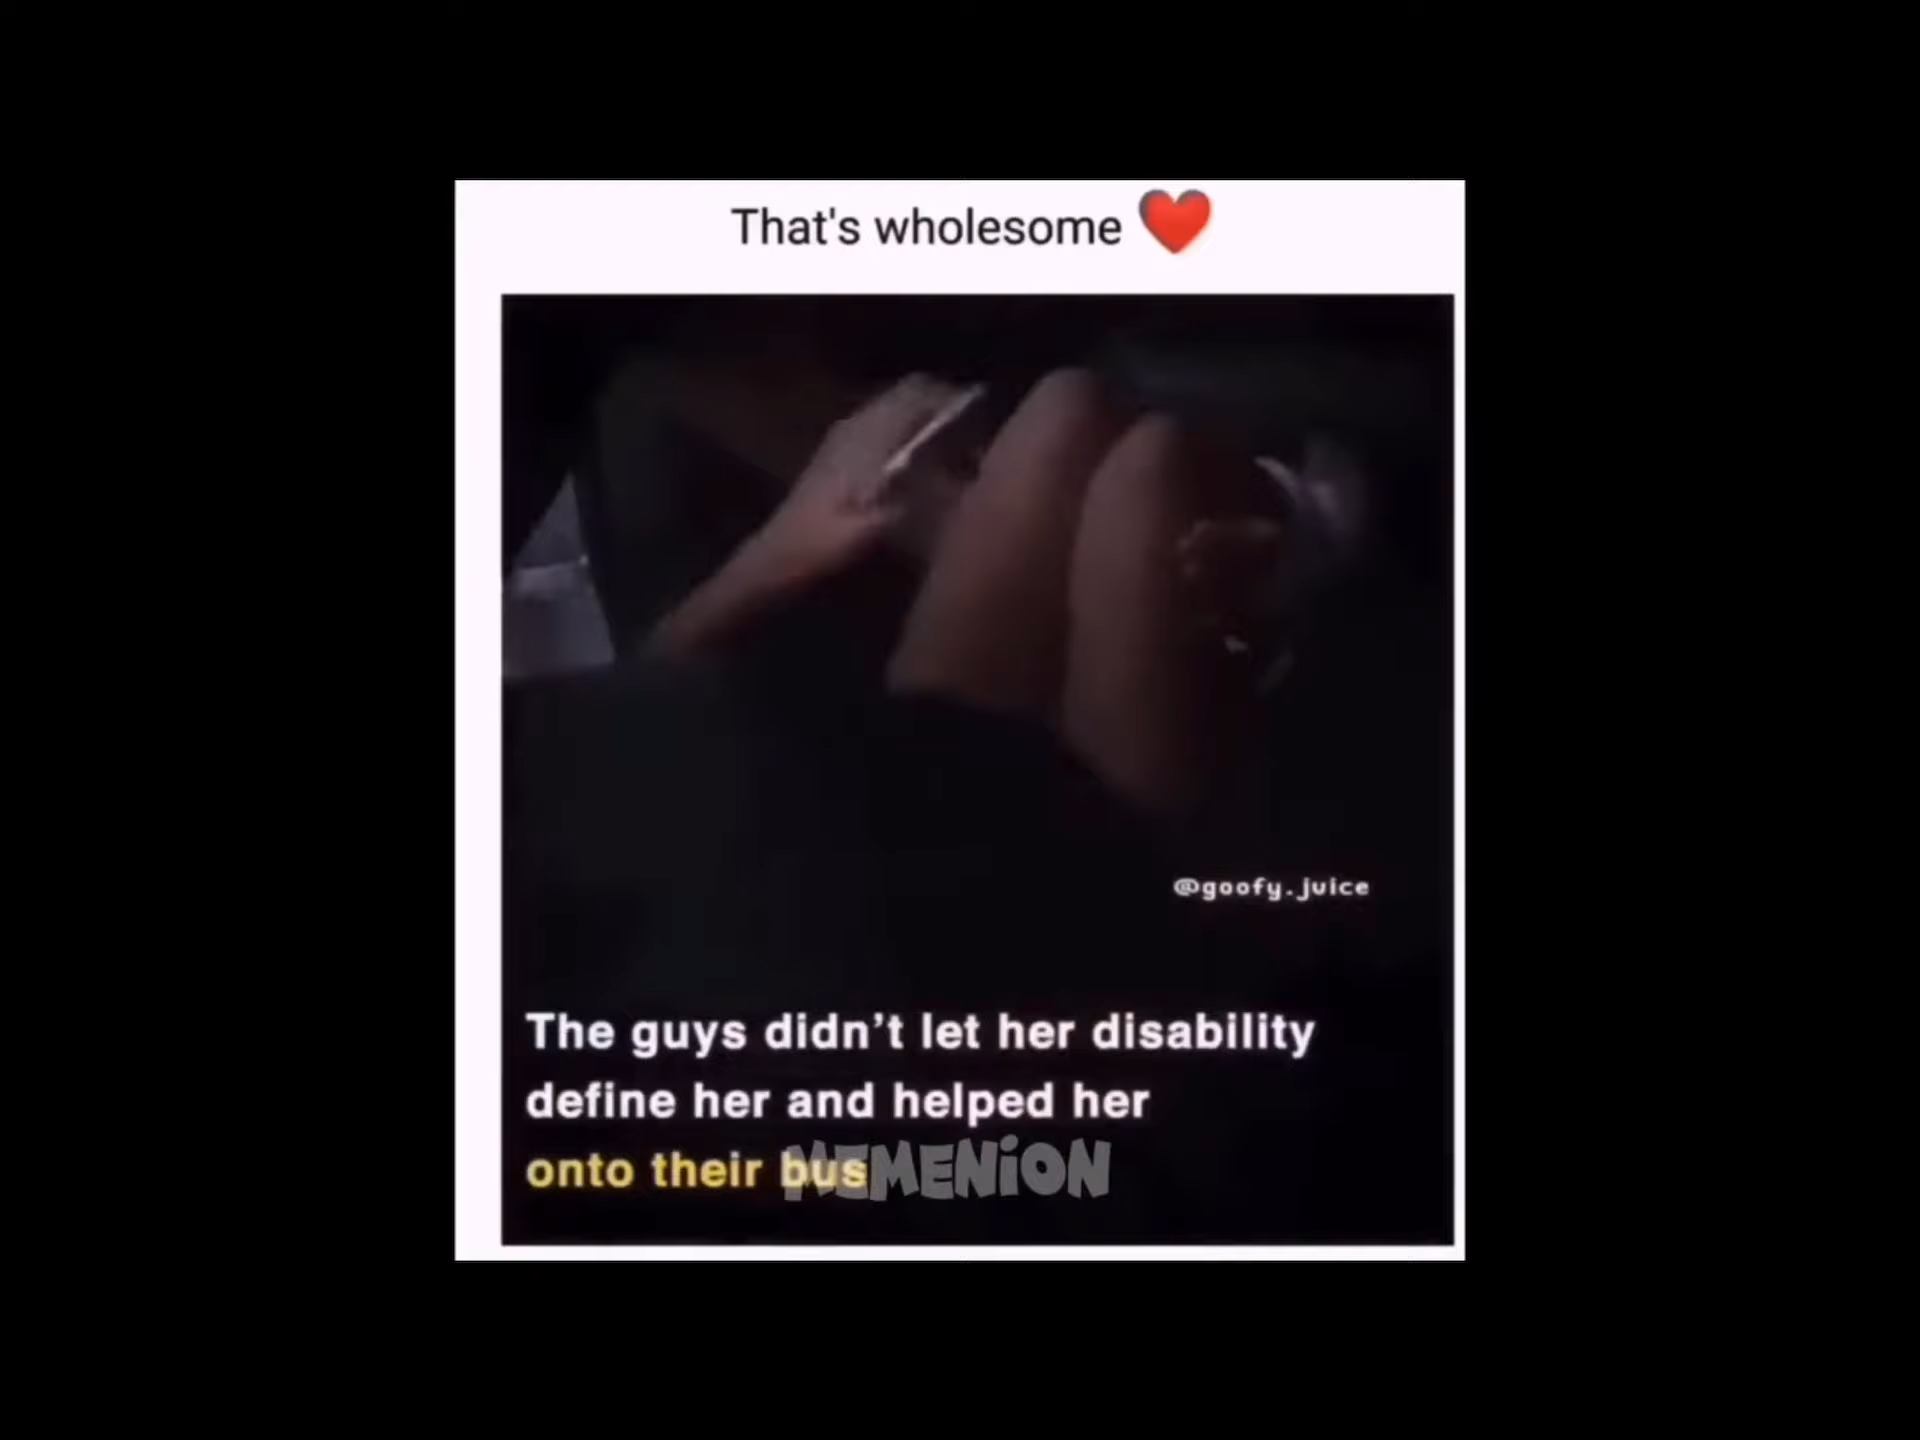 That's wholesome ❤️
@goofy.juice
The guys didn't let her disability
define her and helped her
onto their bus
MEMENiON